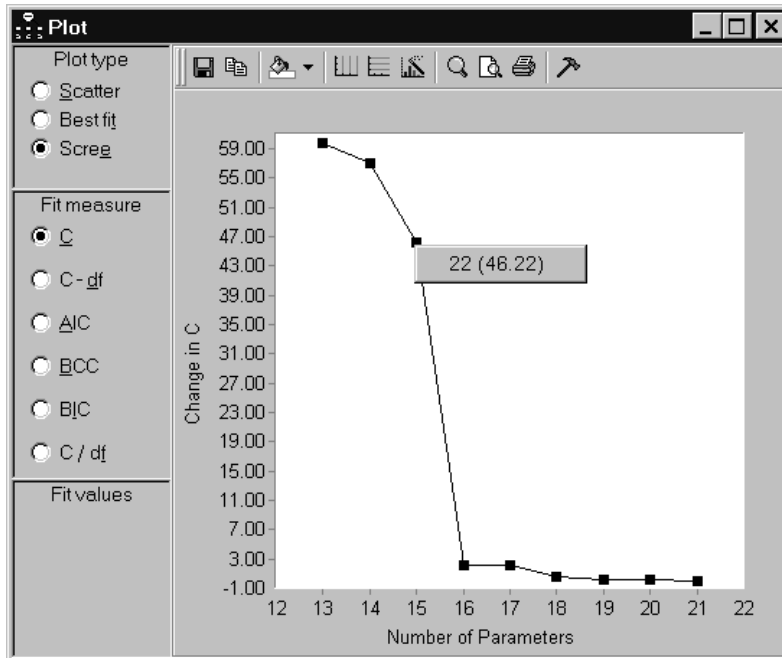 Plot
Plot type
Scatter
Best fit
Scree
Fit measure
C
C - df
AIC
BCC
BIC
C / df
Fit values
Change in C
59.00
55.00
51.00
47.00
43.00
39.00
35.00
31.00
27.00
23.00
19.00
15.00
11.00
7.00
3.00
-1.00
22 (46.22)
12 13 14 15 16 17 18 19 20 21 22
Number of Parameters